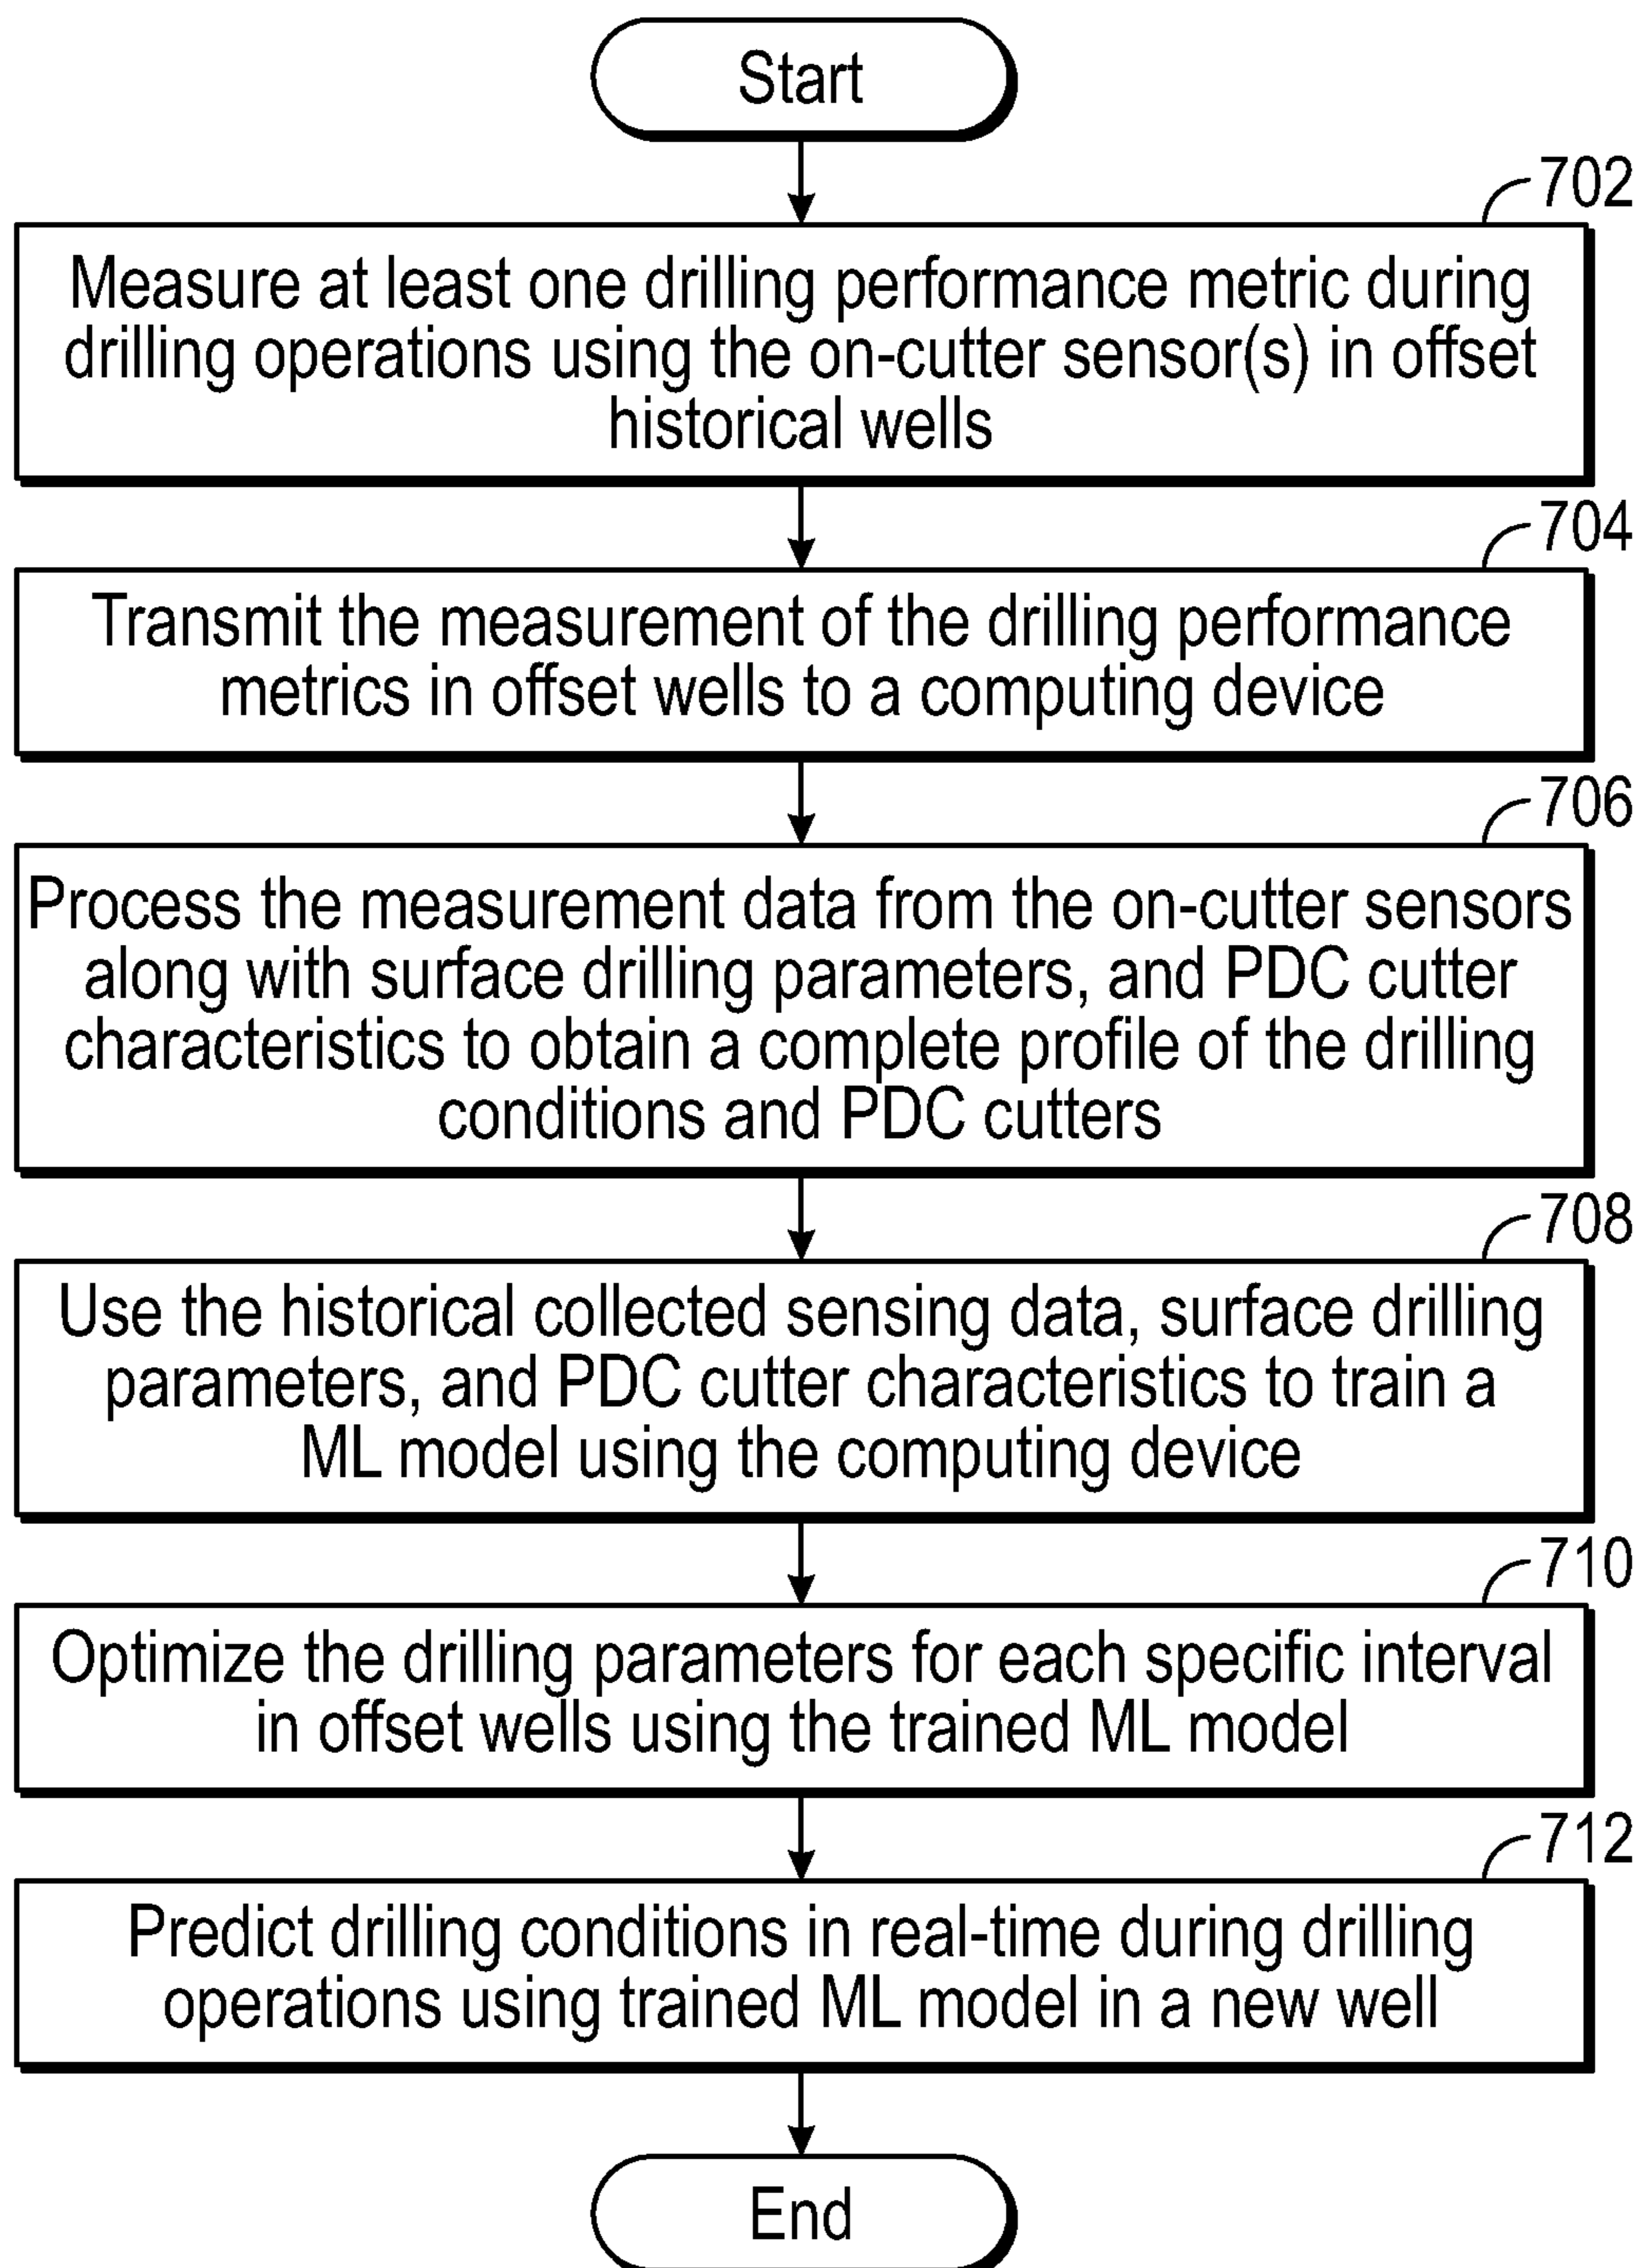 Start
702
Measure at least one drilling performance metric during
drilling operations using the on-cutter sensor(s) in offset
historical wells
704
Transmit the measurement of the drilling performance
metrics in offset wells to a computing device
706
Process the measurement data from the on-cutter sensors
along with surface drilling parameters, and PDC cutter
characteristics to obtain a complete profile of the drilling
conditions and PDC cutters
708
Use the historical collected sensing data, surface drilling
parameters, and PDC cutter characteristics to train a
ML model using the computing device
710
Optimize the drilling parameters for each specific interval
in offset wells using the trained ML model
712
Predict drilling conditions in real-time during drilling
operations using trained ML model in a new well
End